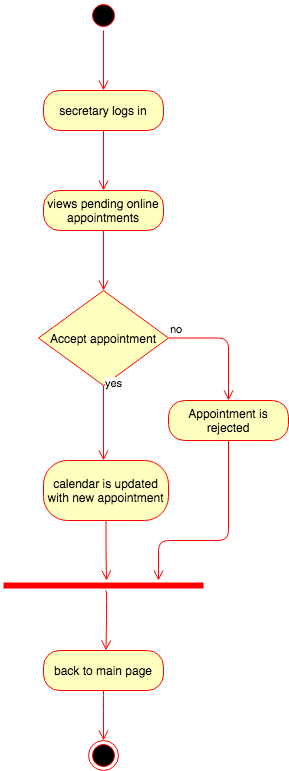 secretary logs in
views pending online
appointments
Accept appointment
no
yes
Appointment is
rejected
calendar is updated
with new appointment
back to main page